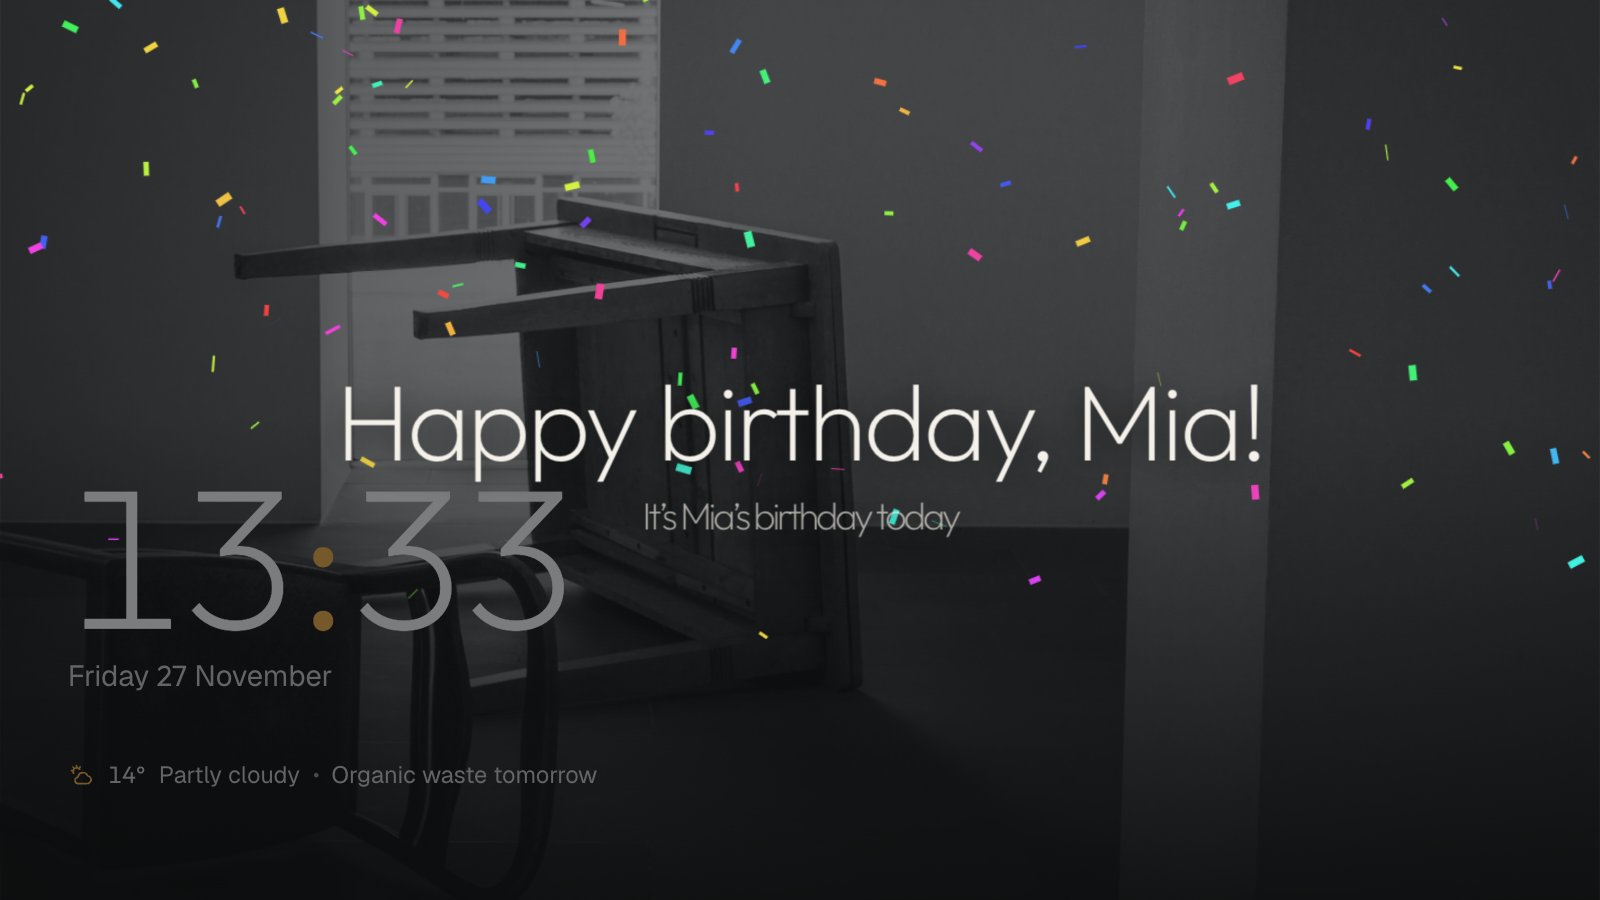 Happy birthday, Mia!
It's Mia's birthday today
13:33
Friday 27 November
14° Partly cloudy • Organic waste tomorrow